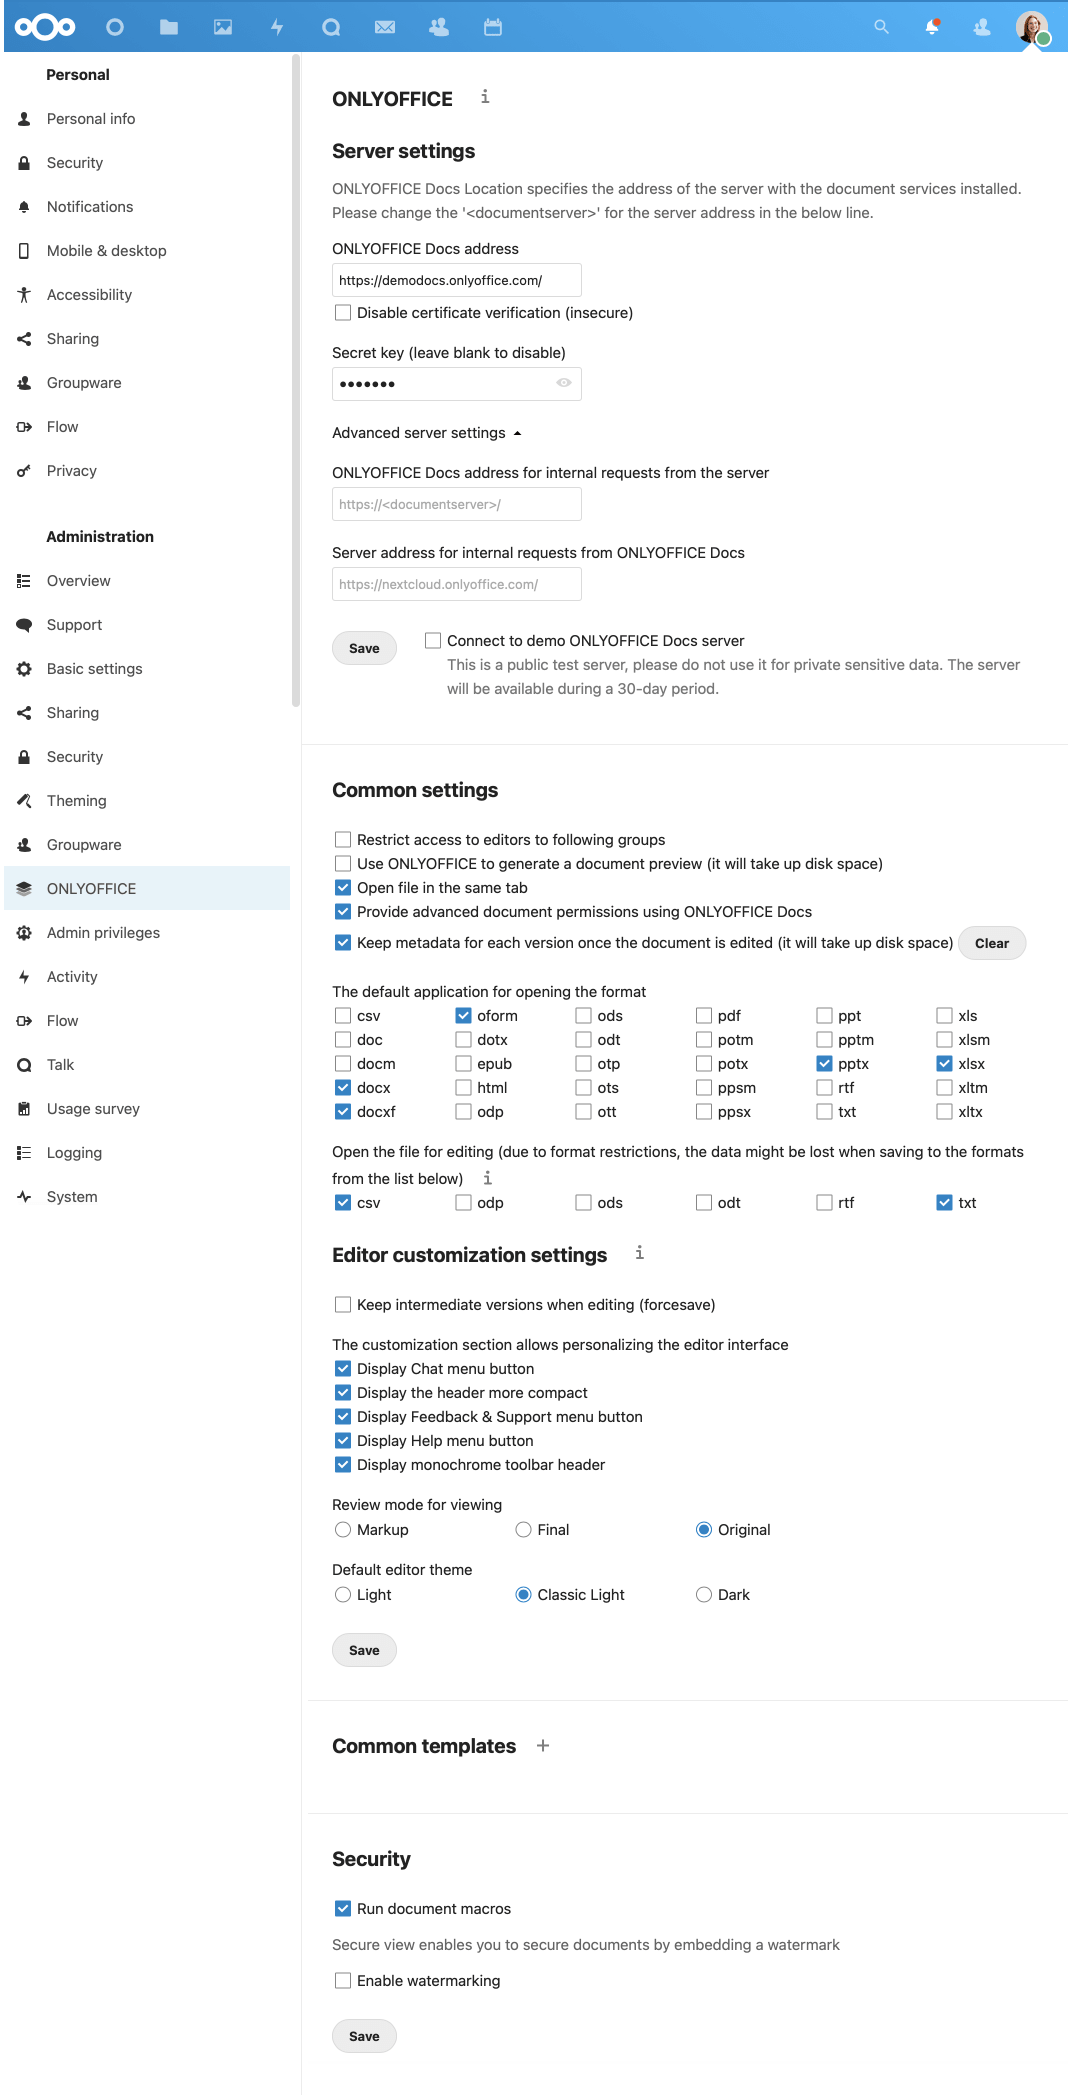 Personal
Personal info
Security
Notifications
Mobile & desktop
Accessibility
Sharing
Groupware
Flow
Privacy
Administration
Overview
Support
Basic settings
Sharing
Security
Theming
Groupware
ONLYOFFICE
Admin privileges
Activity
Flow
Talk
Usage survey
Logging
System
ONLYOFFICE
Server settings
ONLYOFFICE Docs Location specifies the address of the server with the document services installed.
Please change the '<documentserver>' for the server address in the below line.
ONLYOFFICE Docs address
https://demodocs.onlyoffice.com/
Disable certificate verification (insecure)
Secret key (leave blank to disable)
•••••••
Advanced server settings
ONLYOFFICE Docs address for internal requests from the server
https://<documentserver>/
Server address for internal requests from ONLYOFFICE Docs
https://nextcloud.onlyoffice.com/
Save
Connect to demo ONLYOFFICE Docs server
This is a public test server, please do not use it for private sensitive data. The server
will be available during a 30-day period.
Common settings
Restrict access to editors to following groups
Use ONLYOFFICE to generate a document preview (it will take up disk space)
Open file in the same tab
Provide advanced document permissions using ONLYOFFICE Docs
Keep metadata for each version once the document is edited (it will take up disk space) Clear
The default application for opening the format
csv oform ods pdf ppt xls
doc dotx odt potm pptm xlsm
docm epub otp potx pptx xlsx
docx html ots ppsm rtf xltm
docxf odp ott ppsx txt xltx
Open the file for editing (due to format restrictions, the data might be lost when saving to the formats
from the list below)
csv odp ods odt rtf txt
Editor customization settings
Keep intermediate versions when editing (forcesave)
The customization section allows personalizing the editor interface
Display Chat menu button
Display the header more compact
Display Feedback & Support menu button
Display Help menu button
Display monochrome toolbar header
Review mode for viewing
Markup Final Original
Default editor theme
Light Classic Light Dark
Save
Common templates +
Security
Run document macros
Secure view enables you to secure documents by embedding a watermark
Enable watermarking
Save